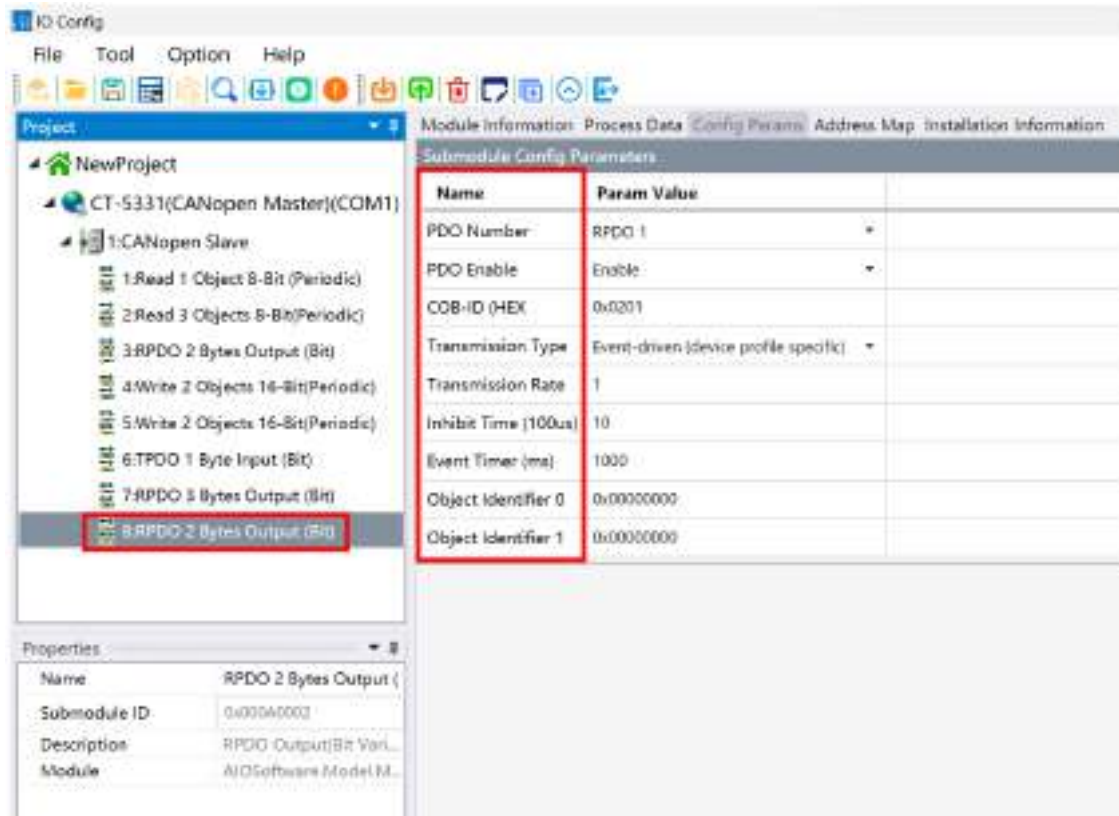 IO Config
File Tool Option Help
Project
NewProject
CT-5331(CANopen Master)(COM1)
1:CANopen Slave
1:Read 1 Object 8-Bit (Periodic)
2:Read 3 Objects 8-Bit(Periodic)
3:RPDO 2 Bytes Output (Bit)
4:Write 2 Objects 16-Bit(Periodic)
5:Write 2 Objects 16-Bit(Periodic)
6:TPDO 1 Byte Input (Bit)
7:RPDO 3 Bytes Output (Bit)
8:RPDO 2 Bytes Output (Bit)
Module Information Process Data Config Params Address Map Installation Information
Submodule Config Parameters
Name Param Value
PDO Number RPDO 1
PDO Enable Enable
COB-ID (HEX 0x0201
Transmission Type Event-driven (device profile specific)
Transmission Rate 1
Inhibit Time (100us) 10
Event Timer (ms) 1000
Object Identifier 0 0x00000000
Object Identifier 1 0x00000000
Properties
Name RPDO 2 Bytes Output (
Submodule ID 0x000A0002
Description RPDO Output(Bit Vari...
Module AIOSoftware.Model.M...